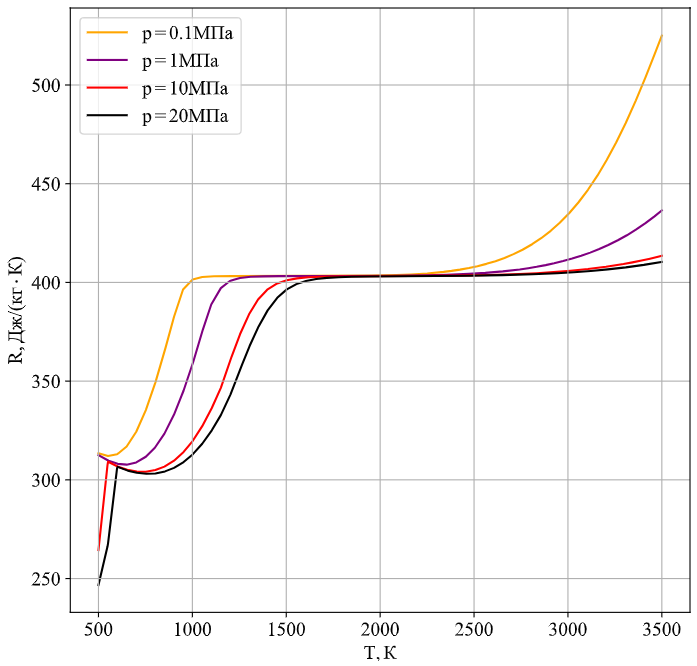 p = 0.1МПа
p = 1МПа
p = 10МПа
p = 20МПа
R, Дж/(кг · К)
500
450
400
350
300
250
500 1000 1500 2000 2500 3000 3500
T, К